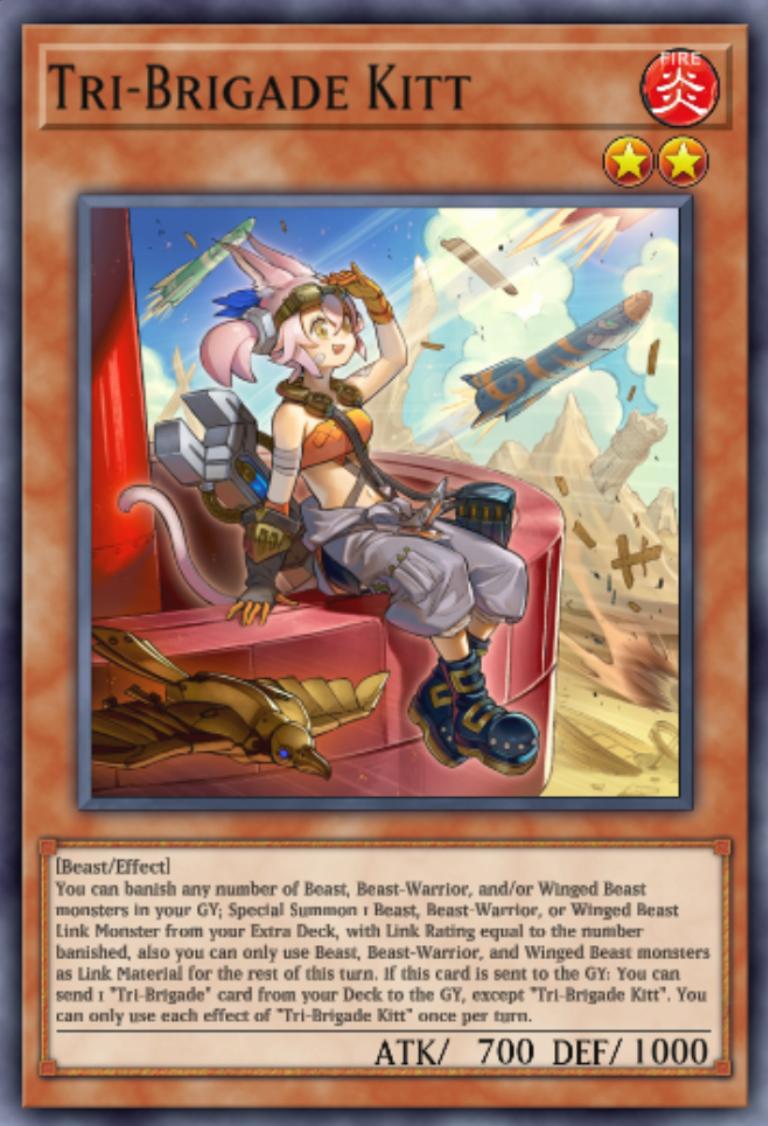 Tri-Brigade Kitt
FIRE
炎
[Beast/Effect]
You can banish any number of Beast, Beast-Warrior, and/or Winged Beast
monsters in your GY; Special Summon 1 Beast, Beast-Warrior, or Winged Beast
Link Monster from your Extra Deck, with Link Rating equal to the number
banished, also you can only use Beast, Beast-Warrior, and Winged Beast monsters
as Link Material for the rest of this turn. If this card is sent to the GY: You can
send 1 "Tri-Brigade" card from your Deck to the GY, except "Tri-Brigade Kitt". You
can only use each effect of "Tri-Brigade Kitt" once per turn.
ATK/ 700 DEF/ 1000